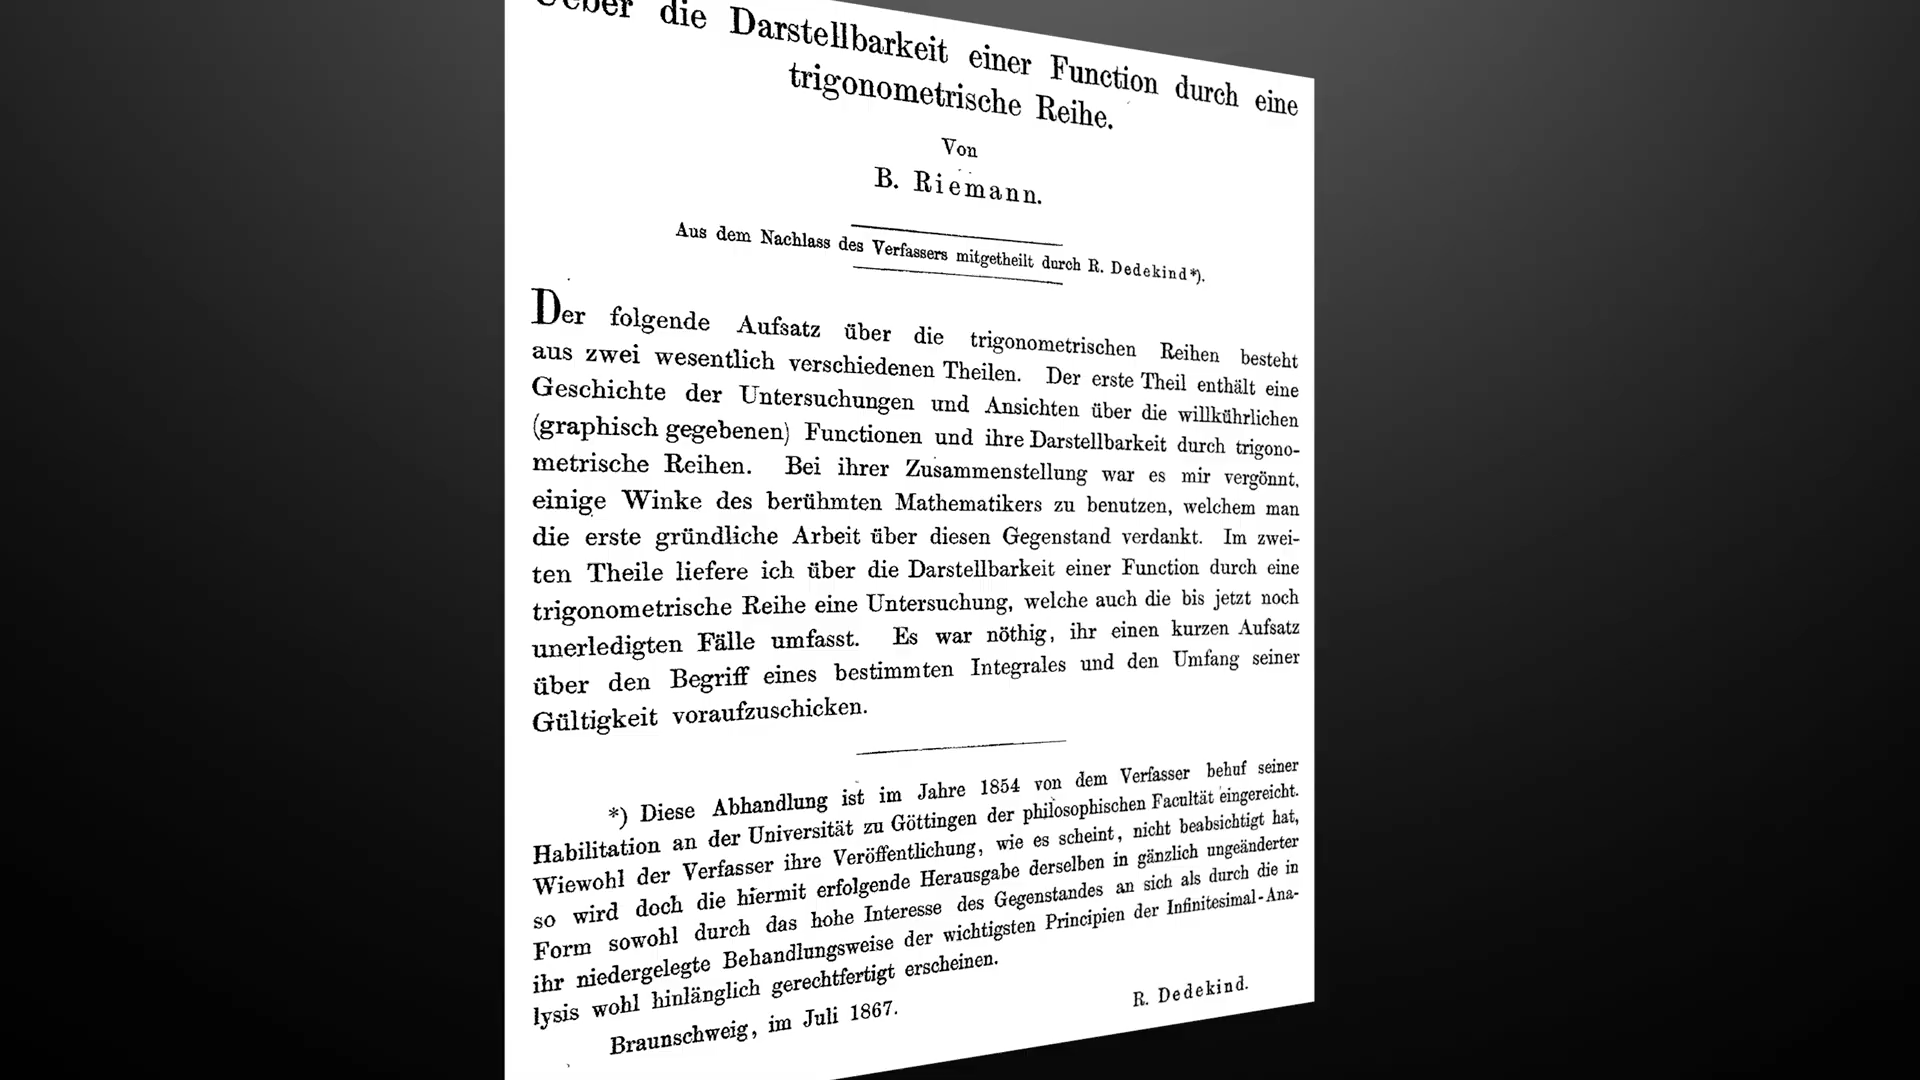 Ueber die Darstellbarkeit einer Function durch eine
trigonometrische Reihe.
Von
B. Riemann.
Aus dem Nachlass des Verfassers mitgetheilt durch R. Dedekind*).
Der folgende Aufsatz über die trigonometrischen Reihen besteht
aus zwei wesentlich verschiedenen Theilen. Der erste Theil enthält eine
Geschichte der Untersuchungen und Ansichten über die willkührlichen
(graphisch gegebenen) Functionen und ihre Darstellbarkeit durch trigono-
metrische Reihen. Bei ihrer Zusammenstellung war es mir vergönnt,
einige Winke des berühmten Mathematikers zu benutzen, welchem man
die erste gründliche Arbeit über diesen Gegenstand verdankt. Im zwei-
ten Theile liefere ich über die Darstellbarkeit einer Function durch eine
trigonometrische Reihe eine Untersuchung, welche auch die bis jetzt noch
unerledigten Fälle umfasst. Es war nöthig, ihr einen kurzen Aufsatz
über den Begriff eines bestimmten Integrales und den Umfang seiner
Gültigkeit voraufzuschicken.
*) Diese Abhandlung ist im Jahre 1854 von dem Verfasser behuf seiner
Habilitation an der Universität zu Göttingen der philosophischen Facultät eingereicht.
Wiewohl der Verfasser ihre Veröffentlichung, wie es scheint, nicht beabsichtigt hat,
so wird doch die hiermit erfolgende Herausgabe derselben in gänzlich ungeänderter
Form sowohl durch das hohe Interesse des Gegenstandes an sich als durch die in
ihr niedergelegte Behandlungsweise der wichtigsten Principien der Infinitesimal-Ana-
lysis wohl hinlänglich gerechtfertigt erscheinen.
Braunschweig, im Juli 1867.
R. Dedekind.